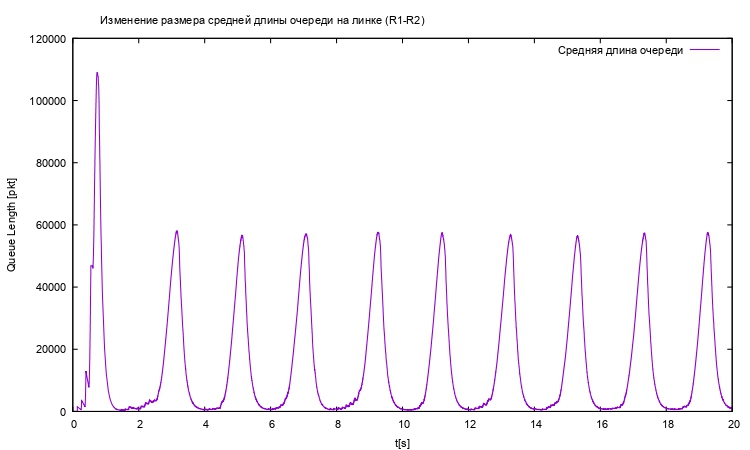 Изменение размера средней длины очереди на линке (R1-R2)
Средняя длина очереди
120000
100000
80000
60000
40000
20000
0
Queue Length [pkt]
0 2 4 6 8 10 12 14 16 18 20
t[s]